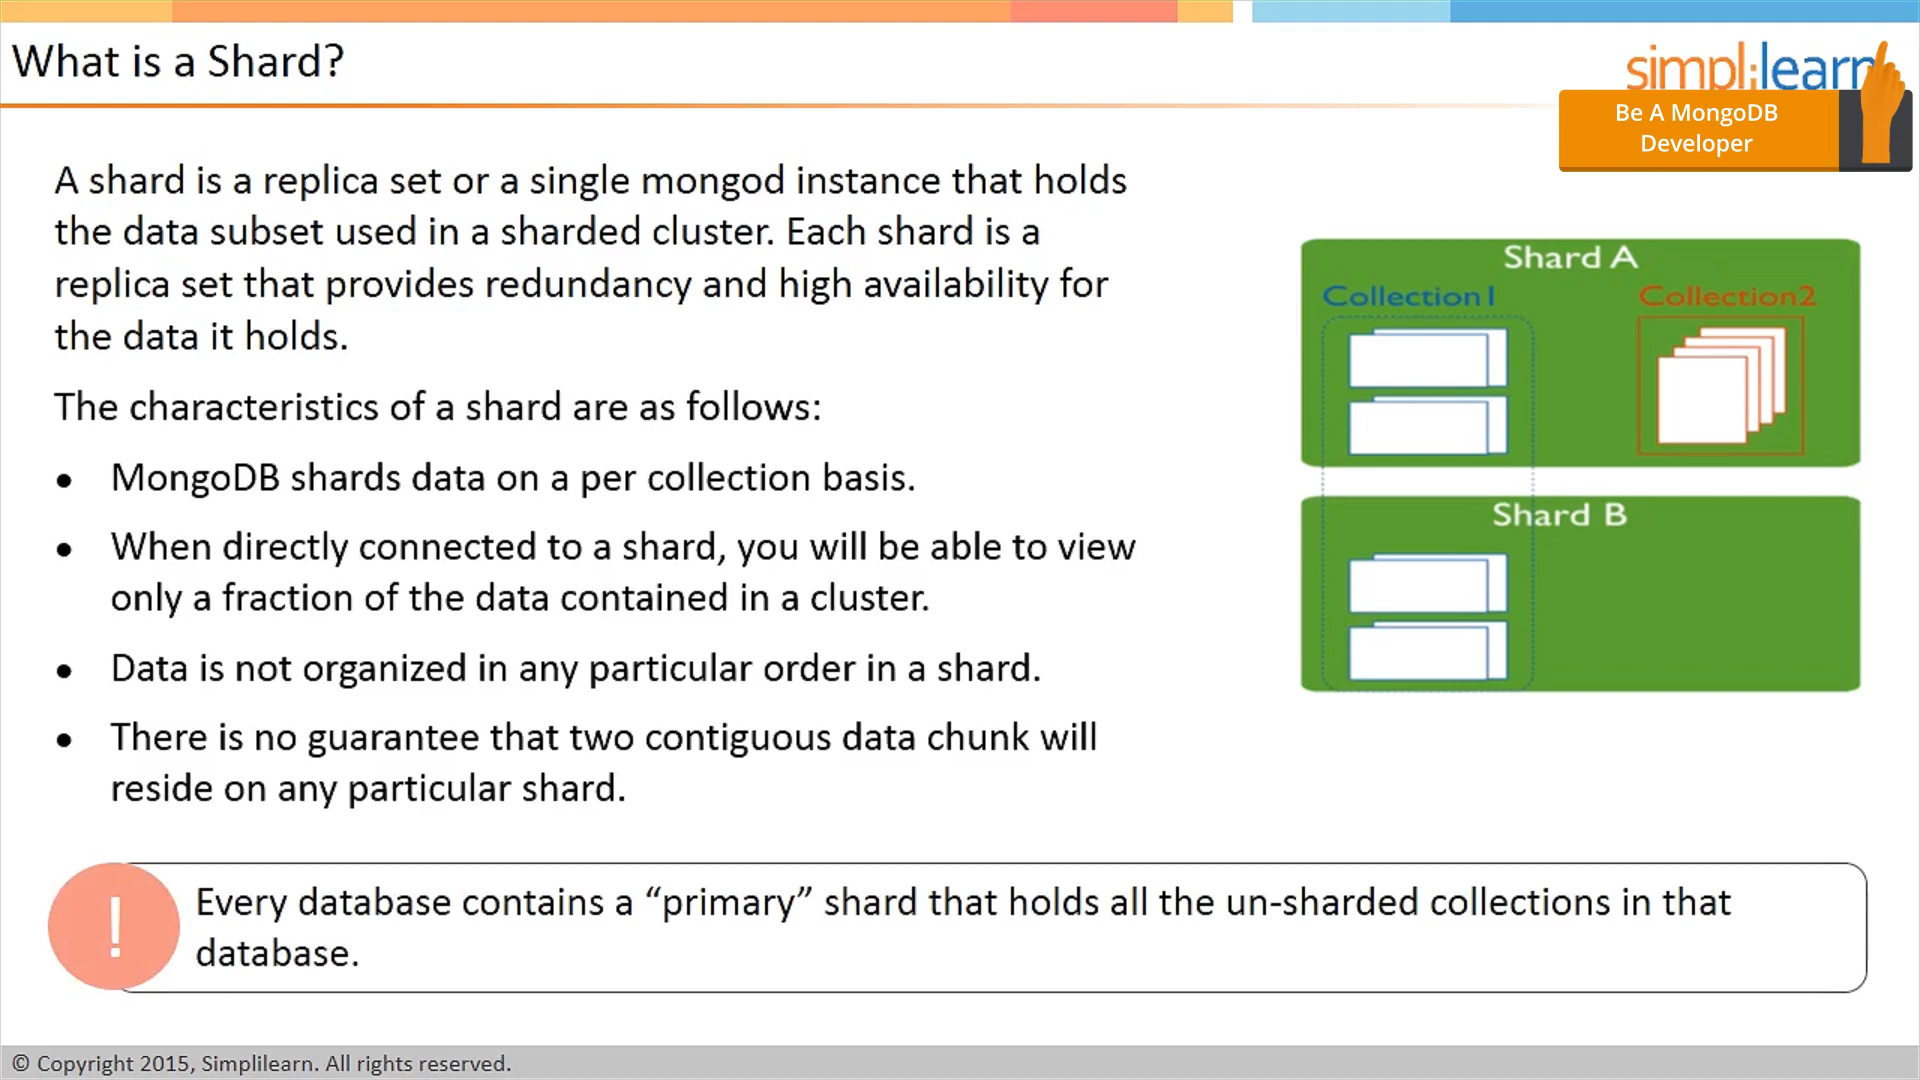 What is a Shard?
simplilearn
Be A MongoDB
Developer
A shard is a replica set or a single mongod instance that holds
the data subset used in a sharded cluster. Each shard is a
replica set that provides redundancy and high availability for
the data it holds.
The characteristics of a shard are as follows:
• MongoDB shards data on a per collection basis.
• When directly connected to a shard, you will be able to view
only a fraction of the data contained in a cluster.
• Data is not organized in any particular order in a shard.
• There is no guarantee that two contiguous data chunk will
reside on any particular shard.
Shard A
Collection1 Collection2
Shard B
! Every database contains a “primary” shard that holds all the un-sharded collections in that
database.
© Copyright 2015, Simplilearn. All rights reserved.